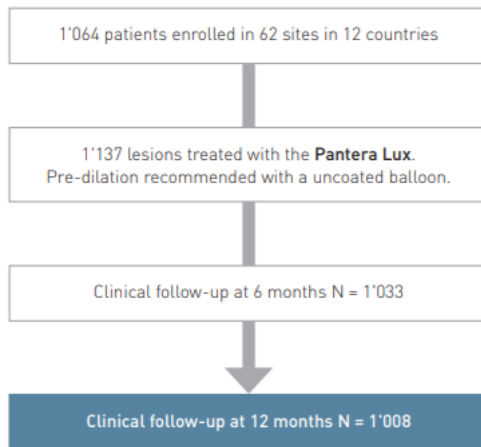 1'064 patients enrolled in 62 sites in 12 countries
1'137 lesions treated with the Pantera Lux.
Pre-dilation recommended with a uncoated balloon.
Clinical follow-up at 6 months N = 1'033
Clinical follow-up at 12 months N = 1'008